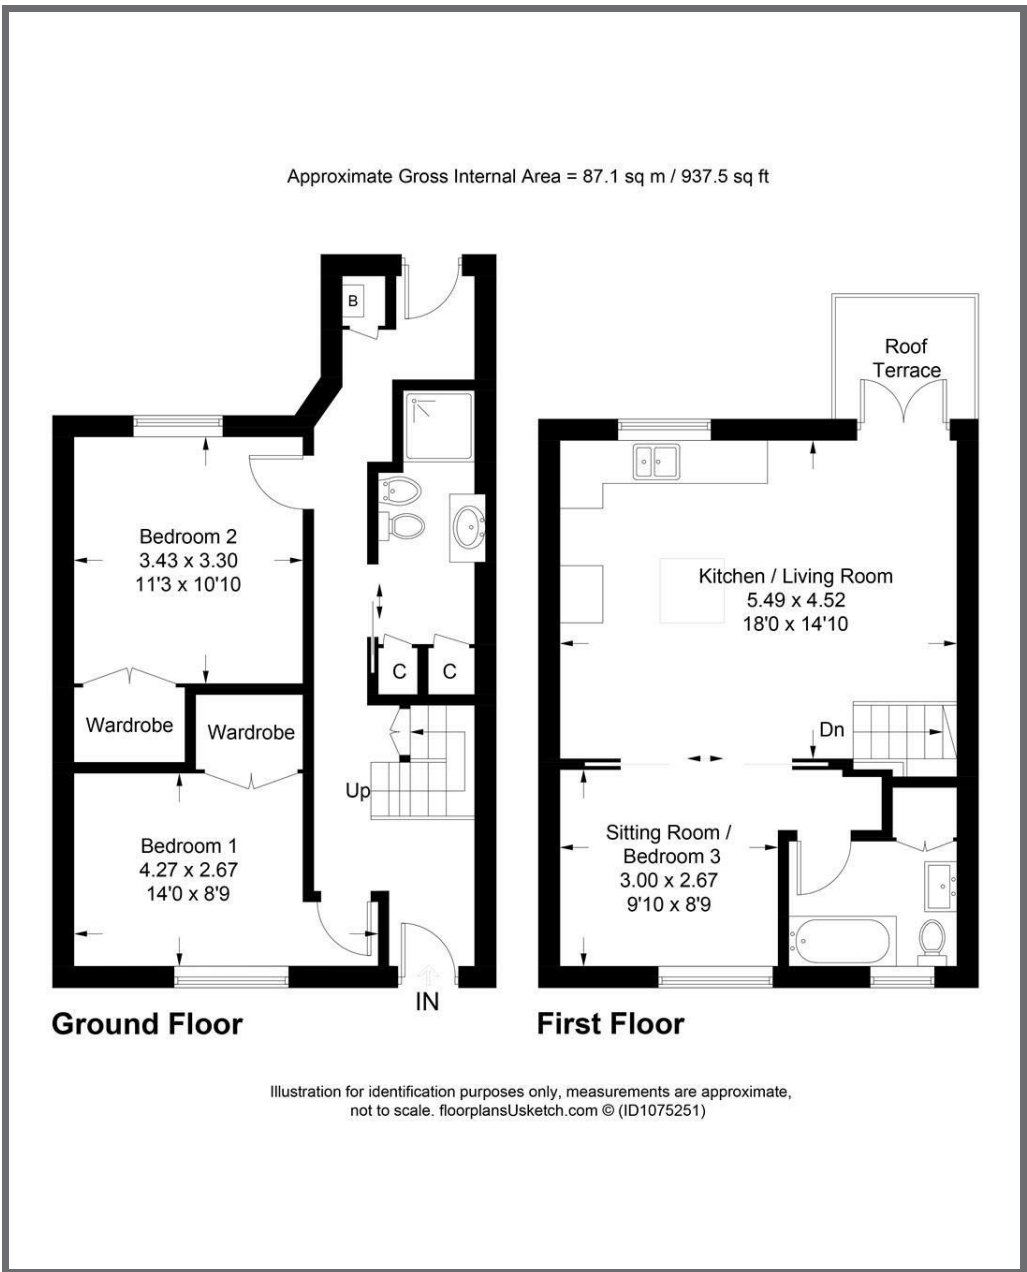 Approximate Gross Internal Area = 87.1 sq m / 937.5 sq ft
B
Bedroom 2
3.43 x 3.30
11'3 x 10'10
C
C
Wardrobe
Wardrobe
Up
Bedroom 1
4.27 x 2.67
14'0 x 8'9
IN
Ground Floor
Roof
Terrace
Kitchen / Living Room
5.49 x 4.52
18'0 x 14'10
Dn
Sitting Room /
Bedroom 3
3.00 x 2.67
9'10 x 8'9
First Floor
Illustration for identification purposes only, measurements are approximate,
not to scale. floorplansUsketch.com © (ID1075251)